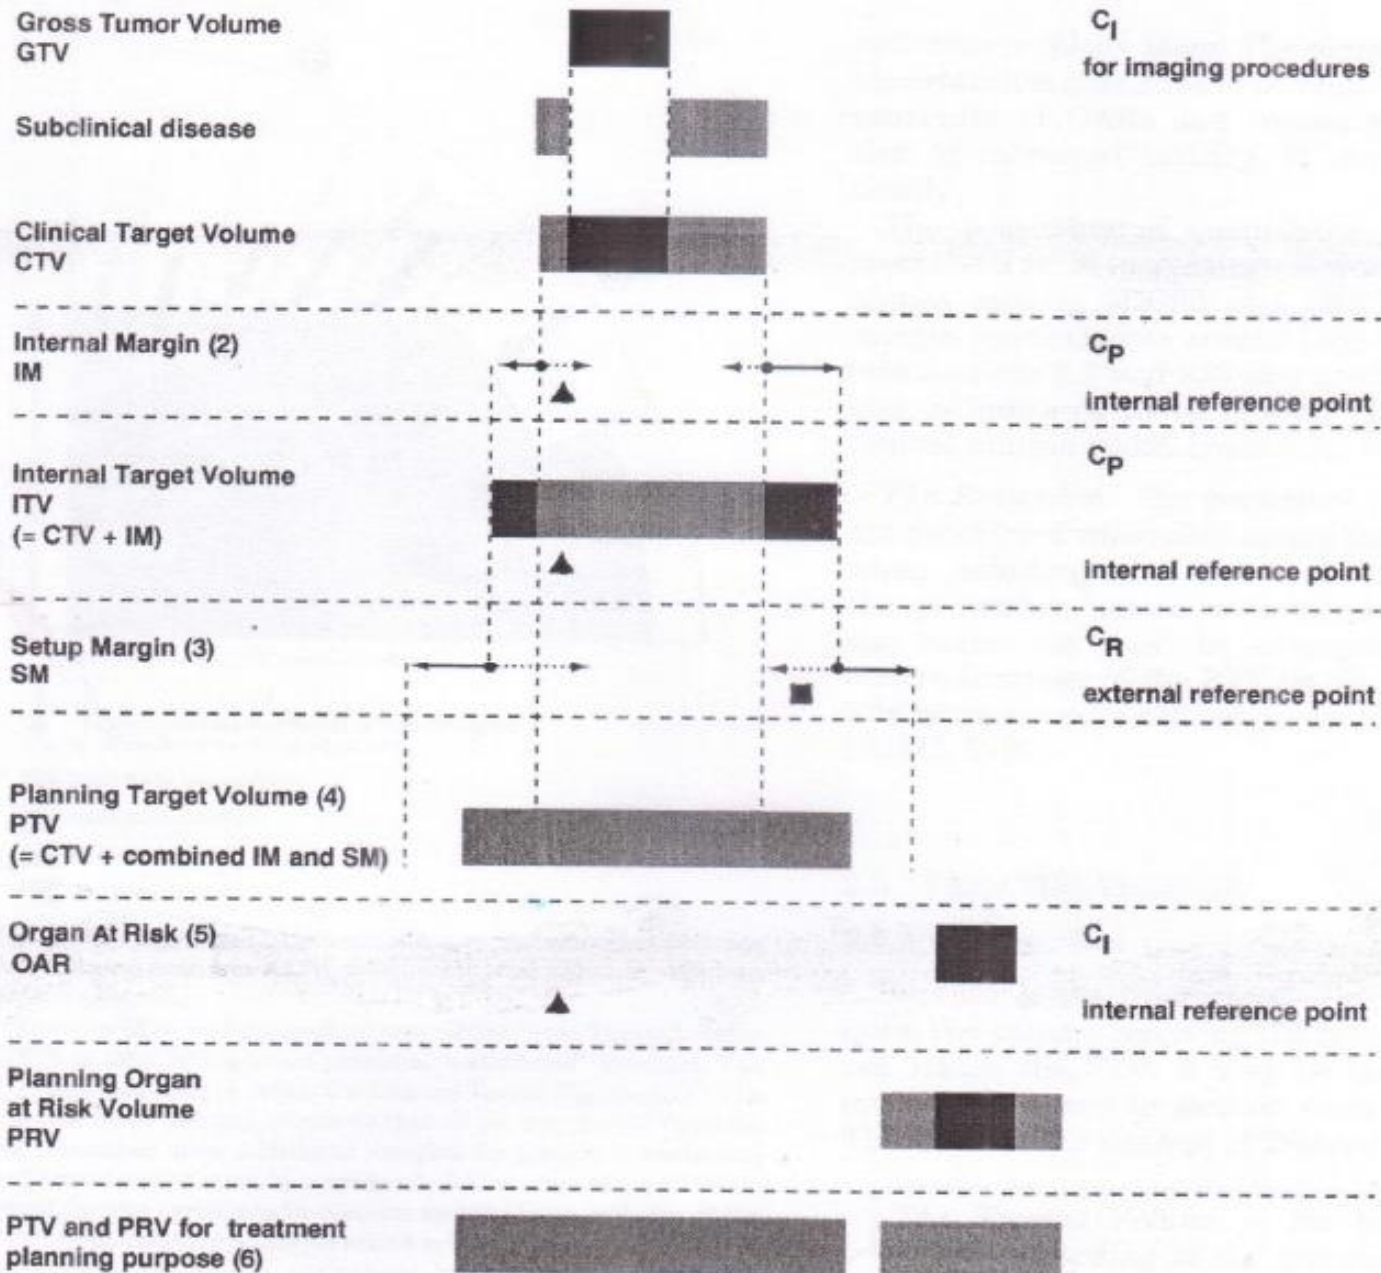 Gross Tumor Volume
GTV
C_I
for imaging procedures
Subclinical disease
Clinical Target Volume
CTV
Internal Margin (2)
IM
C_P
internal reference point
Internal Target Volume
ITV
(= CTV + IM)
C_P
internal reference point
Setup Margin (3)
SM
C_R
external reference point
Planning Target Volume (4)
PTV
(= CTV + combined IM and SM)
Organ At Risk (5)
OAR
C_I
internal reference point
Planning Organ
at Risk Volume
PRV
PTV and PRV for treatment
planning purpose (6)